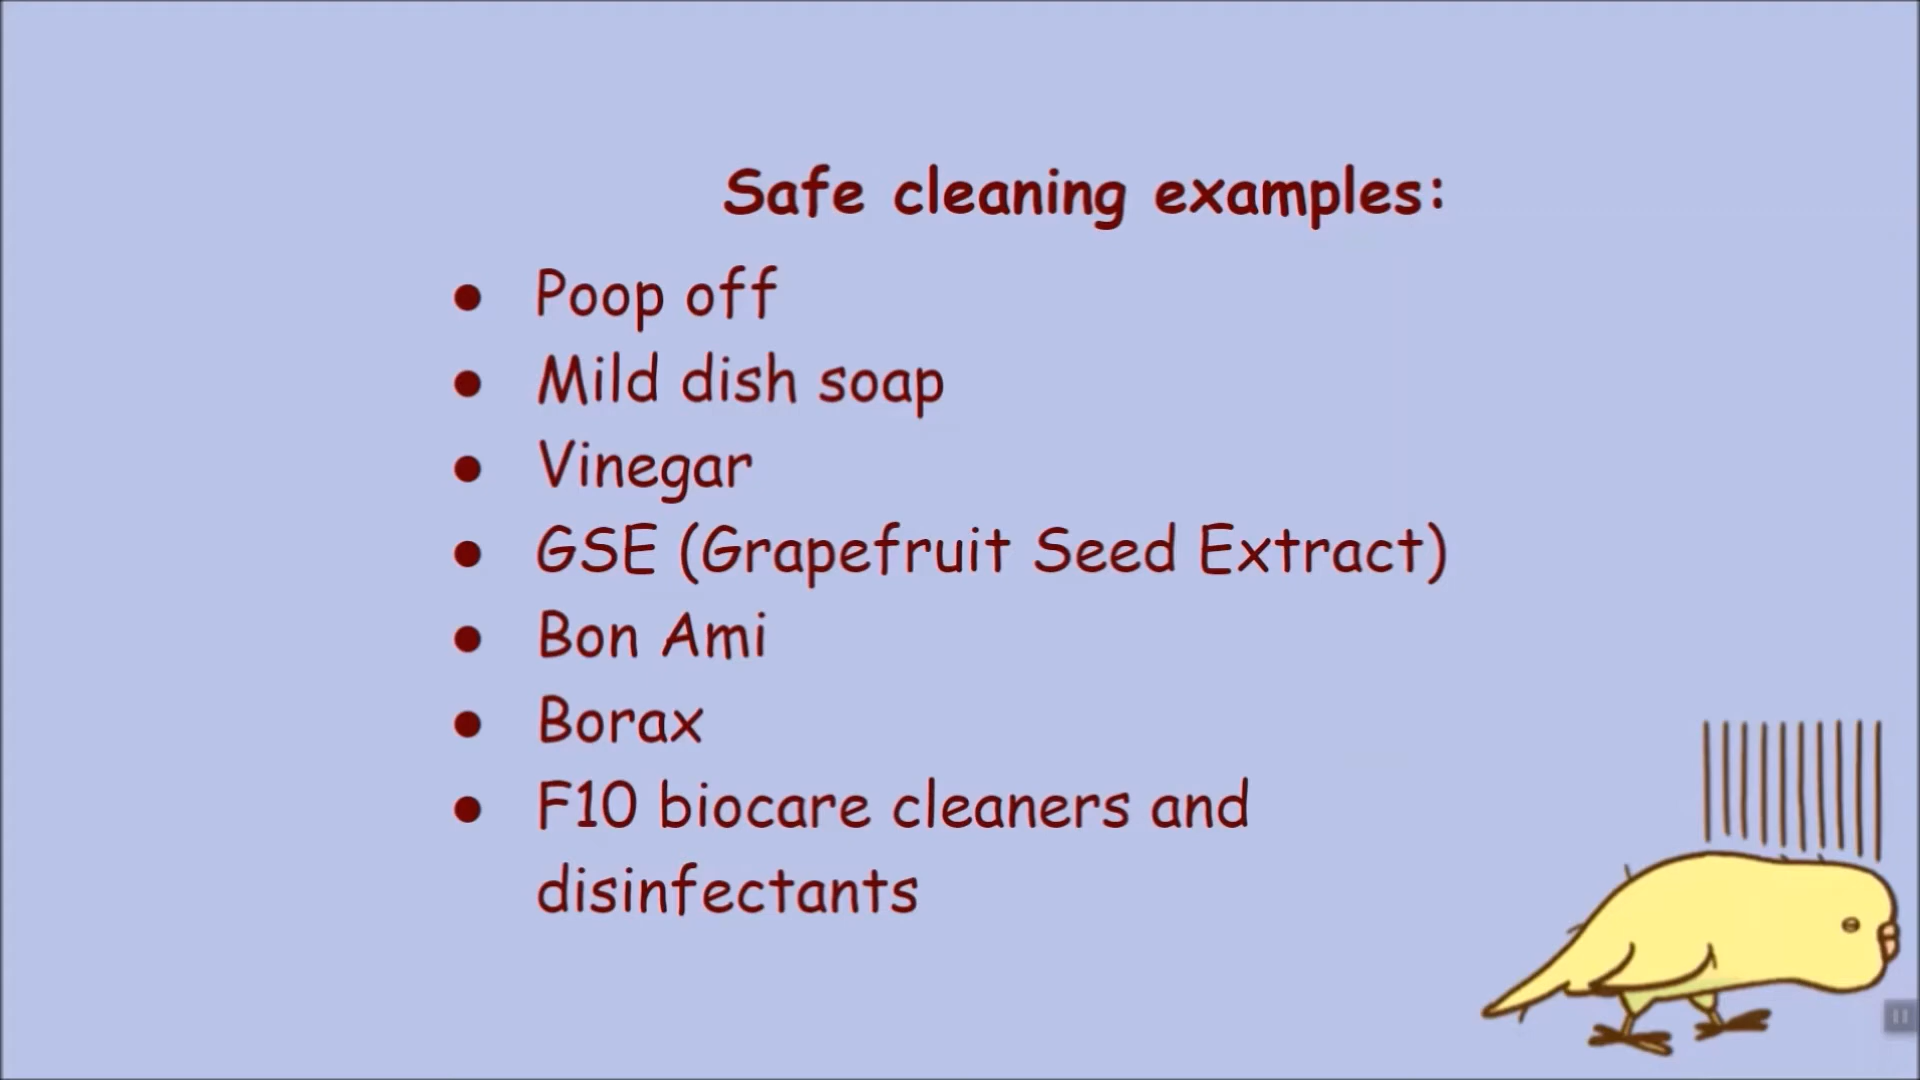 Safe cleaning examples:
● Poop off
● Mild dish soap
● Vinegar
● GSE (Grapefruit Seed Extract)
● Bon Ami
● Borax
● F10 biocare cleaners and
disinfectants